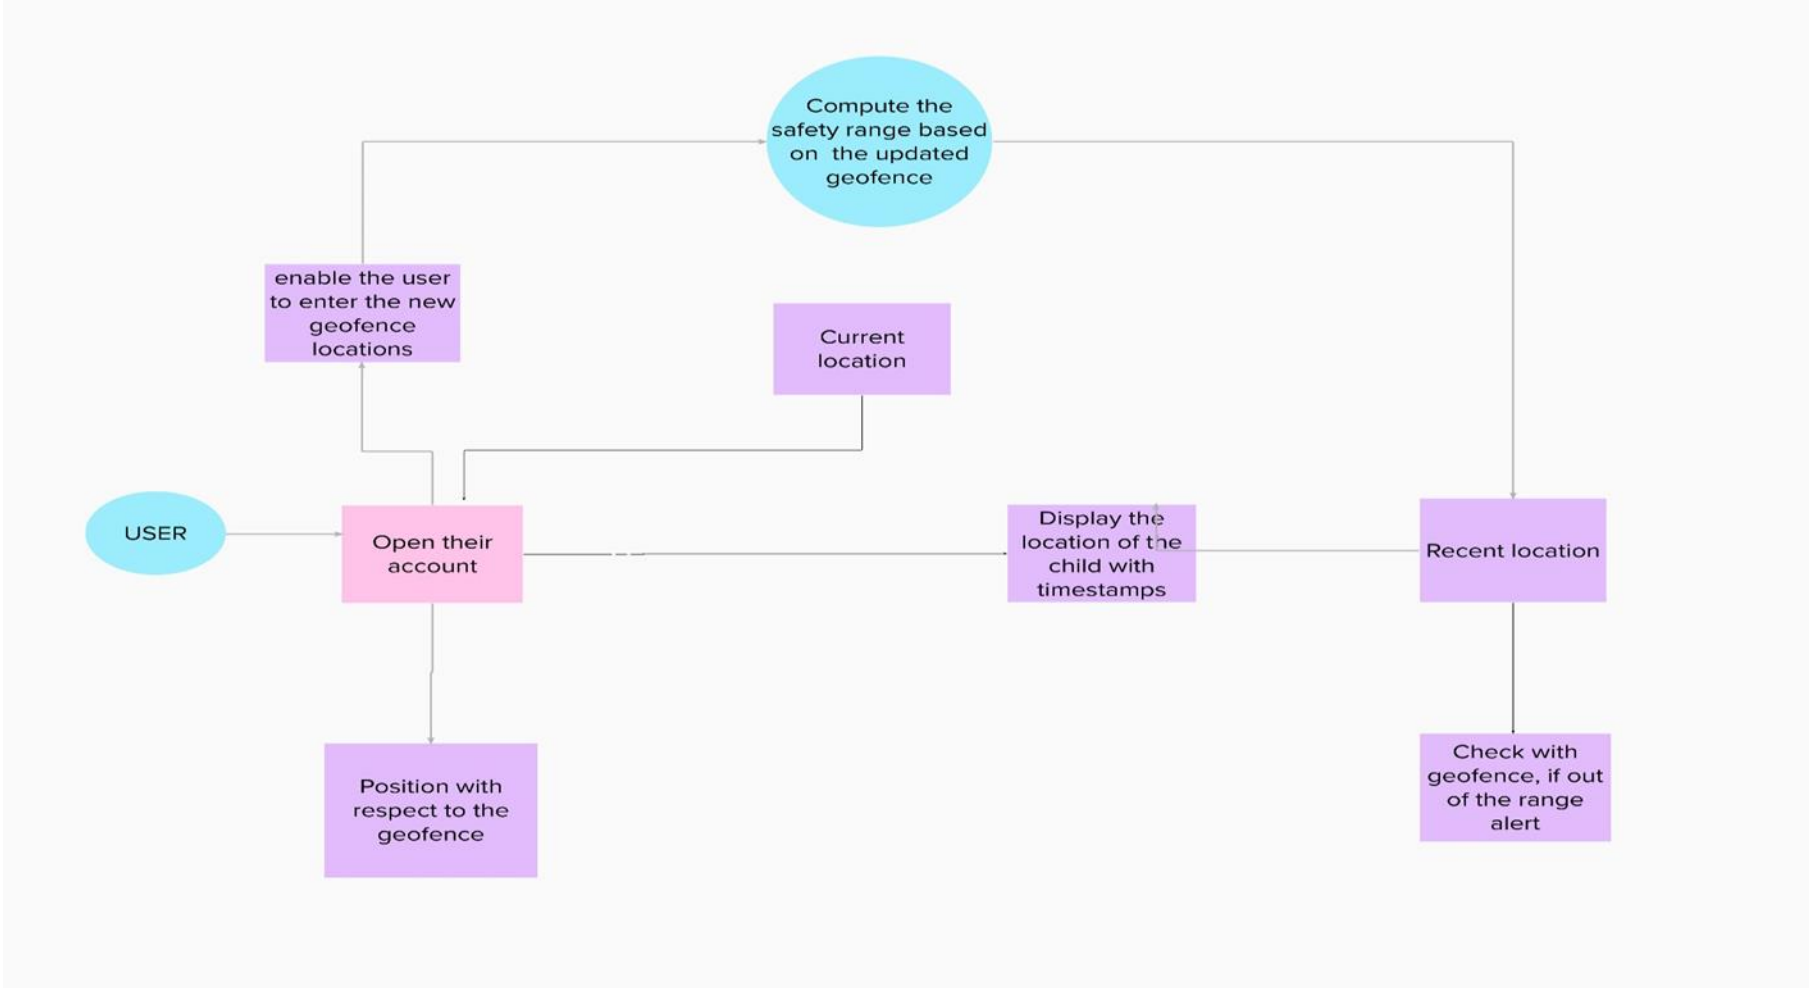 Compute the
safety range based
on the updated
geofence
enable the user
to enter the new
geofence
locations
Current
location
USER
Open their
account
Display the
location of the
child with
timestamps
Recent location
Position with
respect to the
geofence
Check with
geofence, if out
of the range
alert